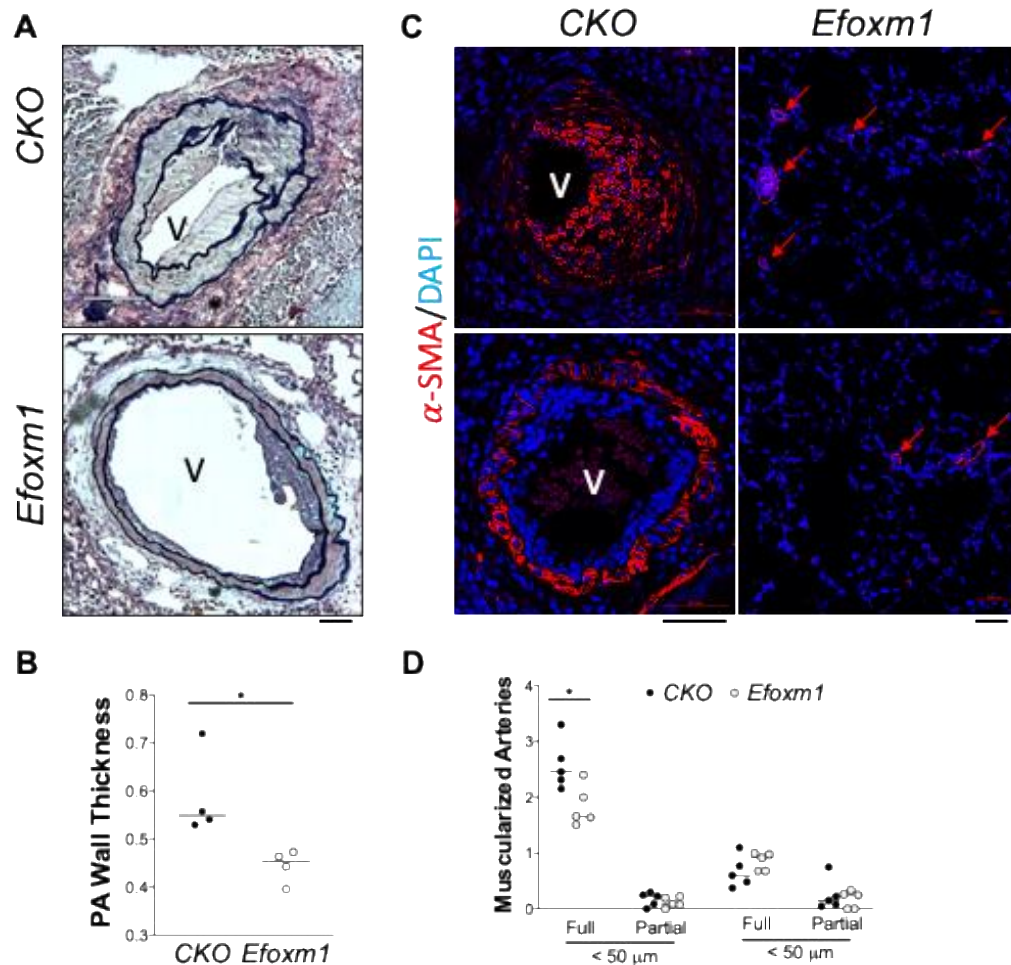 A
CKO
V
Efoxm1
V
B
PA Wall Thickness
0.8
0.7
0.6
0.5
0.4
0.3
*
CKO Efoxm1
C
CKO Efoxm1
α-SMA/DAPI
V
V
D
Muscularized Arteries
4
3
2
1
0
*
CKO Efoxm1
Full Partial Full Partial
< 50 μm < 50 μm